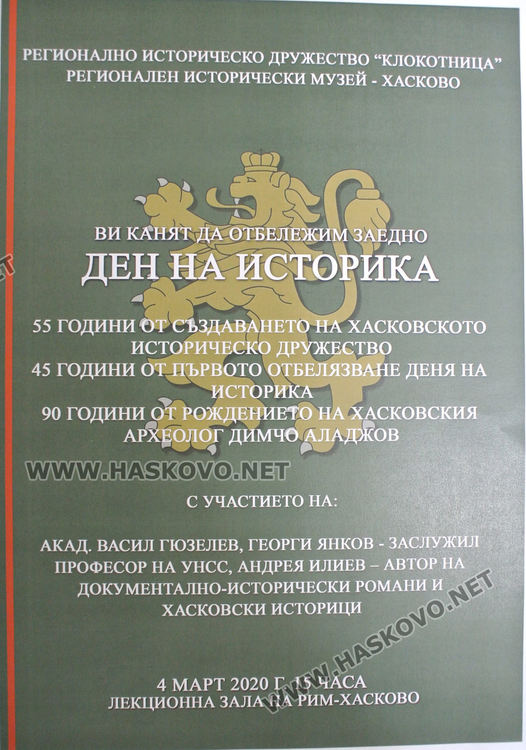 РЕГИОНАЛНО ИСТОРИЧЕСКО ДРУЖЕСТВО “КЛОКОТНИЦА”
РЕГИОНАЛЕН ИСТОРИЧЕСКИ МУЗЕЙ - ХАСКОВО
WWW.HASKOVO.NET
ВИ КАНЯТ ДА ОТБЕЛЕЖИМ ЗАЕДНО
ДЕН НА ИСТОРИКА
55 ГОДИНИ ОТ СЪЗДАВАНЕТО НА ХАСКОВСКОТО
ИСТОРИЧЕСКО ДРУЖЕСТВО
45 ГОДИНИ ОТ ПЪРВОТО ОТБЕЛЯЗВАНЕ ДЕНЯ НА
ИСТОРИКА
90 ГОДИНИ ОТ РОЖДЕНИЕТО НА ХАСКОВСКИЯ
АРХЕОЛОГ ДИМЧО АЛАДЖОВ
WWW.HASKOVO.NET
С УЧАСТИЕТО НА:
АКАД. ВАСИЛ ГЮЗЕЛЕВ, ГЕОРГИ ЯНКОВ - ЗАСЛУЖИЛ
ПРОФЕСОР НА УНСС, АНДРЕЯ ИЛИЕВ – АВТОР НА
ДОКУМЕНТАЛНО-ИСТОРИЧЕСКИ РОМАНИ И
ХАСКОВСКИ ИСТОРИЦИ
WWW.HASKOVO.NET
4 МАРТ 2020 Г. 15 ЧАСА
ЛЕКЦИОННА ЗАЛА НА РИМ-ХАСКОВО